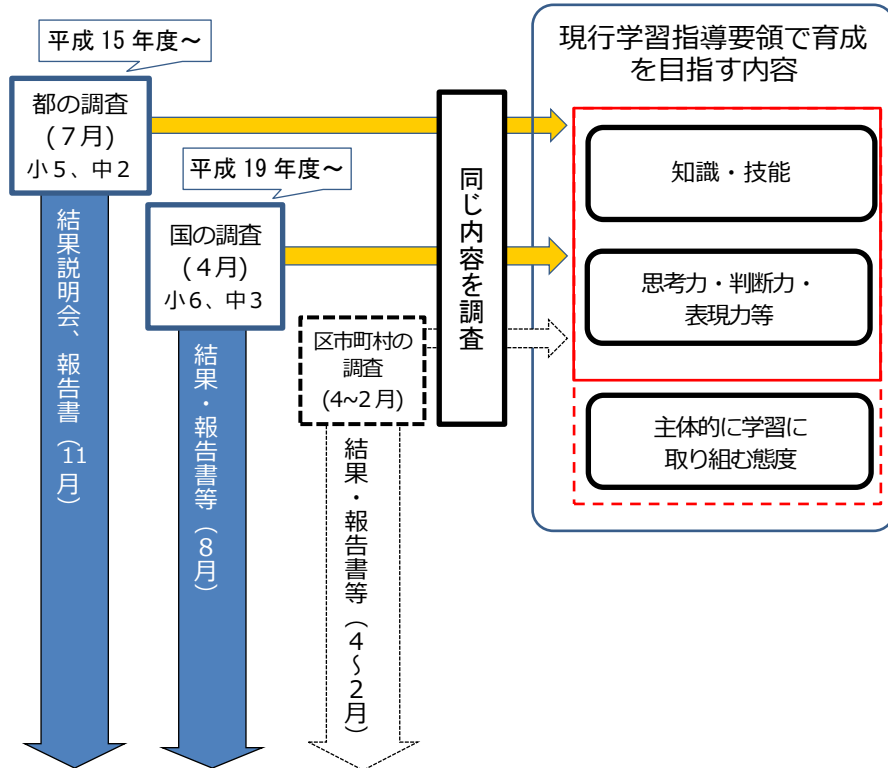 平成 15 年度～
都の調査
(７月)
小５、中２
結果説明会、報告書（11月）
平成 19 年度～
国の調査
(４月)
小６、中３
結果・報告書等（８月）
区市町村の
調査
(4~２月)
結果・報告書等（４～２月）
同じ内容を調査
現行学習指導要領で育成
を目指す内容
知識・技能
思考力・判断力・
表現力等
主体的に学習に
取り組む態度